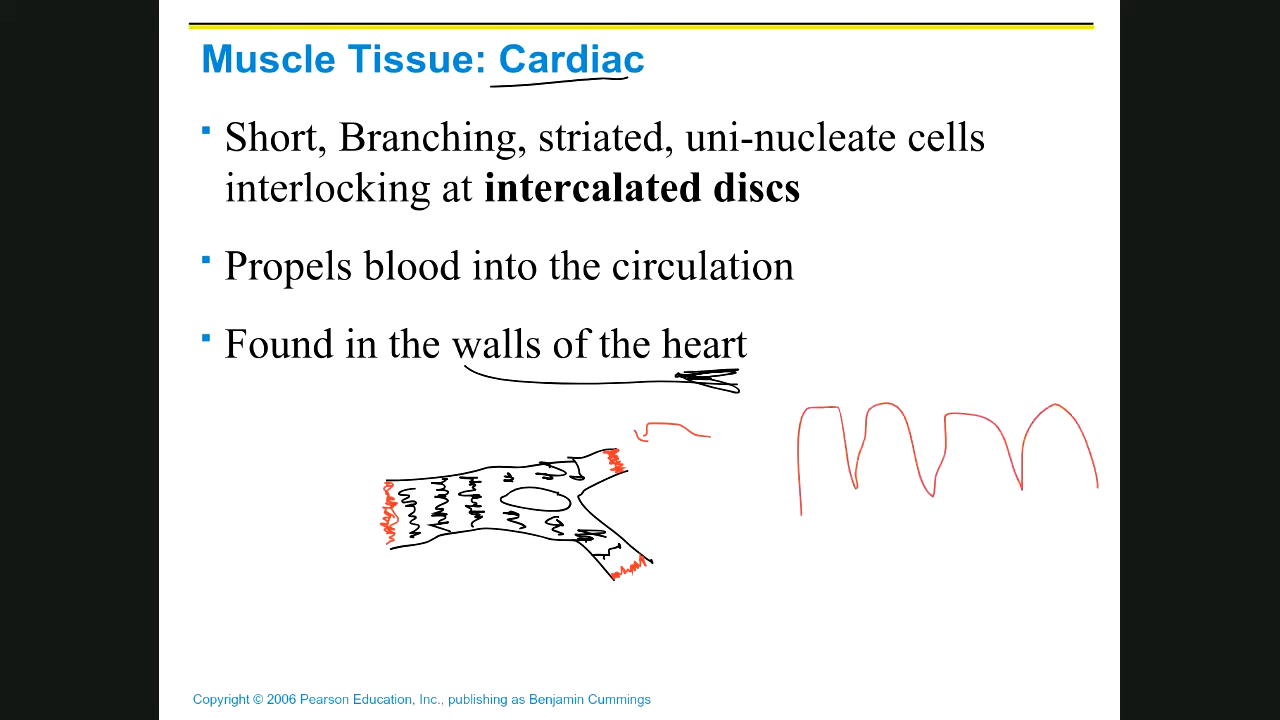 Muscle Tissue: Cardiac
Short, Branching, striated, uni-nucleate cells
interlocking at intercalated discs
Propels blood into the circulation
Found in the walls of the heart
Copyright © 2006 Pearson Education, Inc., publishing as Benjamin Cummings